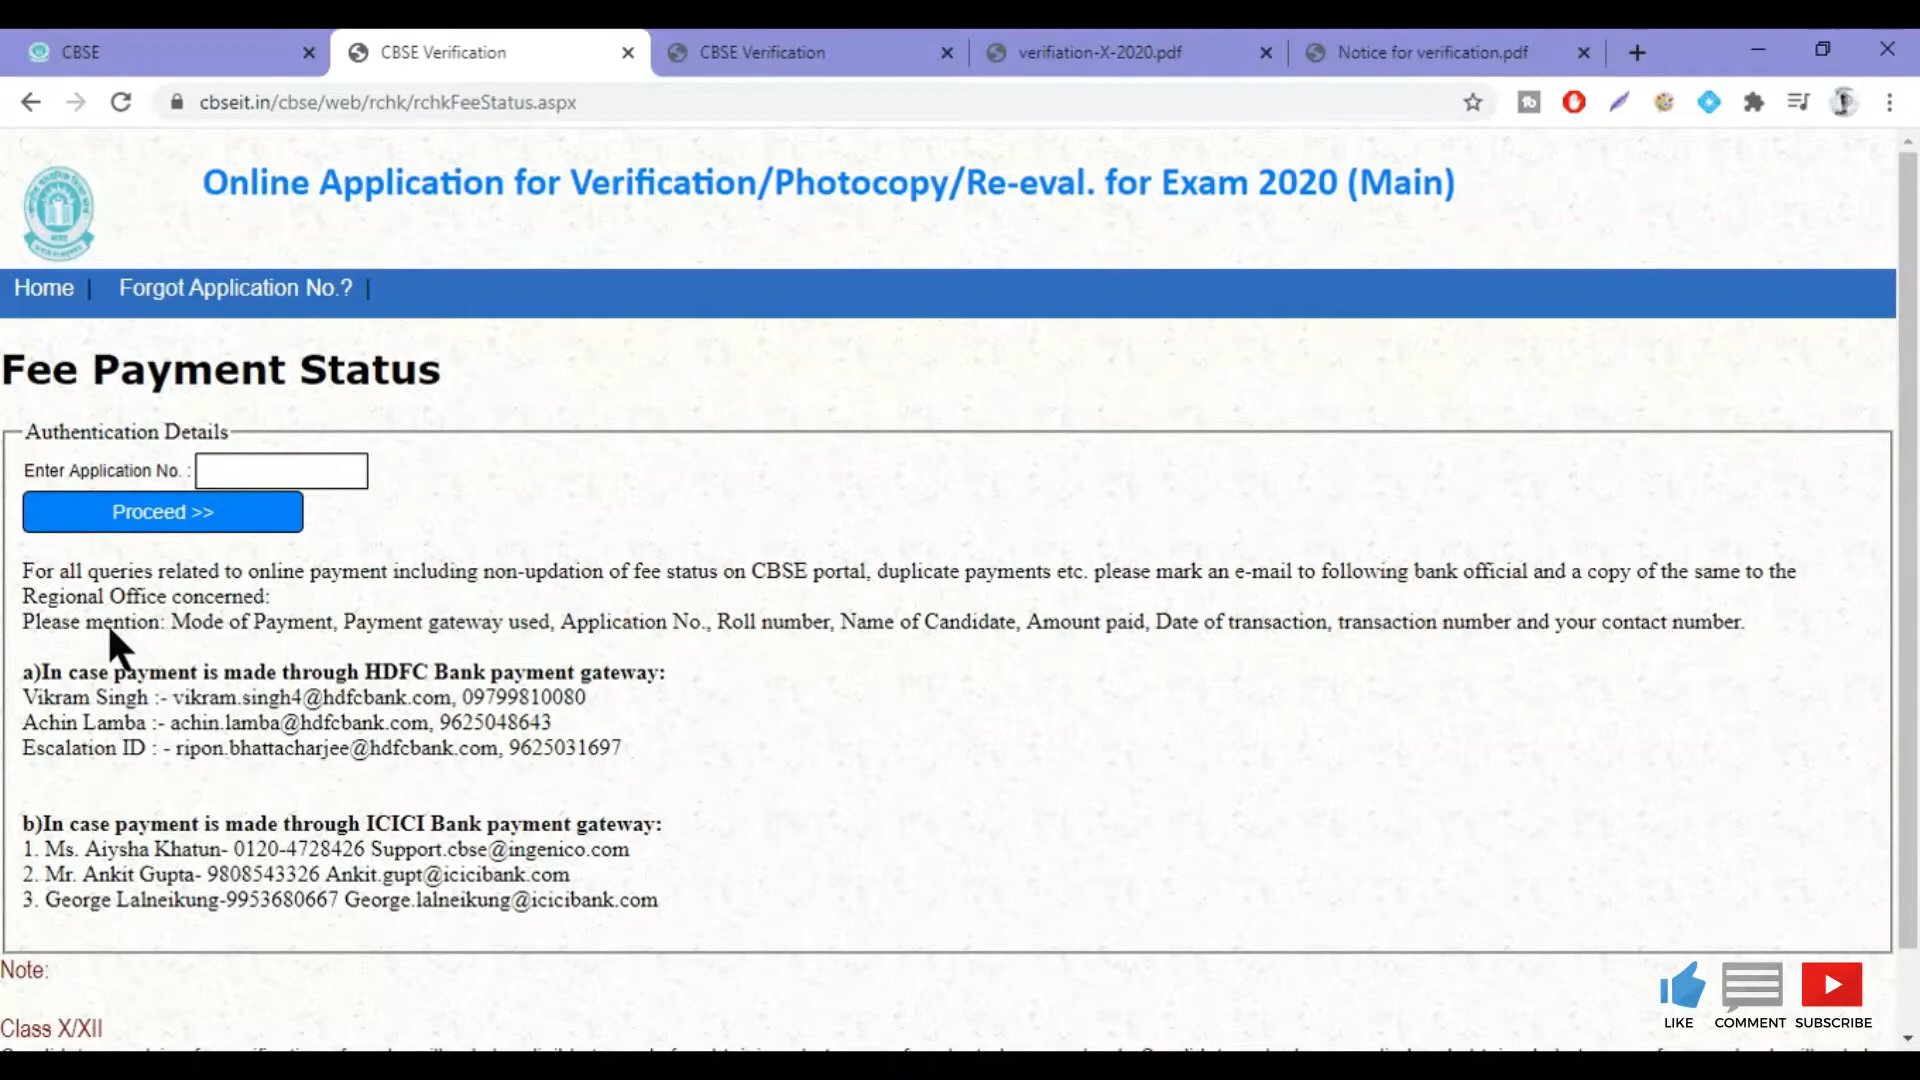 CBSE
CBSE Verification
CBSE Verification
verifiation-X-2020.pdf
Notice for verification.pdf
cbseit.in/cbse/web/rchk/rchkFeeStatus.aspx
Online Application for Verification/Photocopy/Re-eval. for Exam 2020 (Main)
Home | Forgot Application No.? |
Fee Payment Status
Authentication Details
Enter Application No. :
Proceed >>
For all queries related to online payment including non-updation of fee status on CBSE portal, duplicate payments etc. please mark an e-mail to following bank official and a copy of the same to the
Regional Office concerned:
Please mention: Mode of Payment, Payment gateway used, Application No., Roll number, Name of Candidate, Amount paid, Date of transaction, transaction number and your contact number.
a)In case payment is made through HDFC Bank payment gateway:
Vikram Singh :- vikram.singh4@hdfcbank.com, 09799810080
Achin Lamba :- achin.lamba@hdfcbank.com, 9625048643
Escalation ID : - ripon.bhattacharjee@hdfcbank.com, 9625031697
b)In case payment is made through ICICI Bank payment gateway:
1. Ms. Aiysha Khatun- 0120-4728426 Support.cbse@ingenico.com
2. Mr. Ankit Gupta- 9808543326 Ankit.gupt@icicibank.com
3. George Lalneikung-9953680667 George.lalneikung@icicibank.com
Note:
Class X/XII
LIKE
COMMENT
SUBSCRIBE